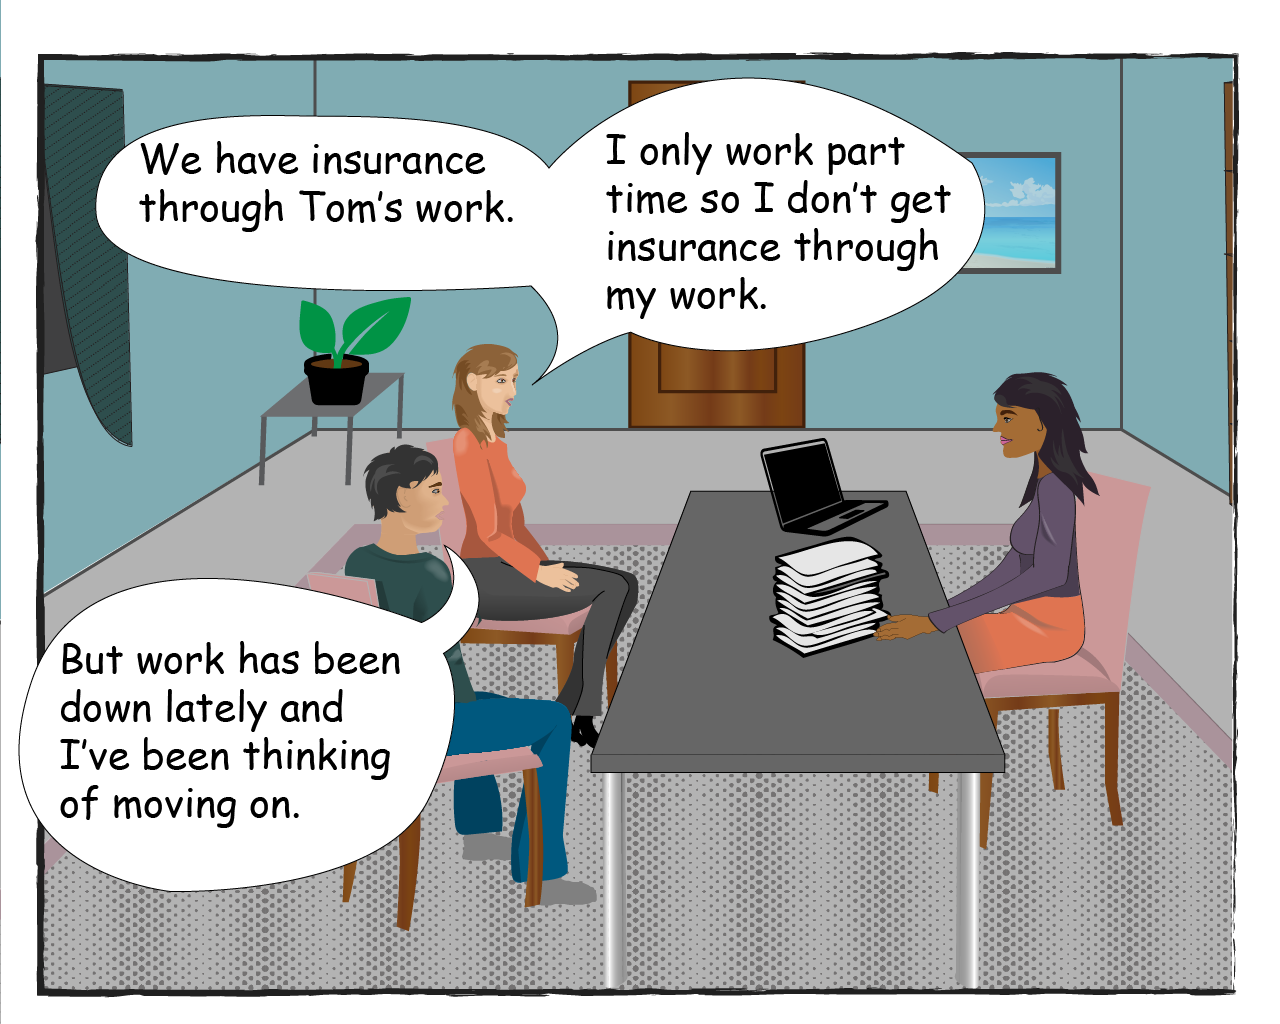 We have insurance
through Tom's work.
I only work part
time so I don't get
insurance through
my work.
But work has been
down lately and
I've been thinking
of moving on.